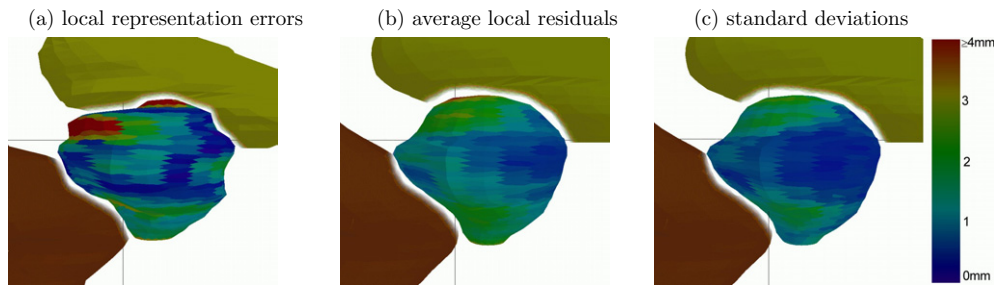 (a) local representation errors
(b) average local residuals
(c) standard deviations
≥4mm
3
2
1
0mm